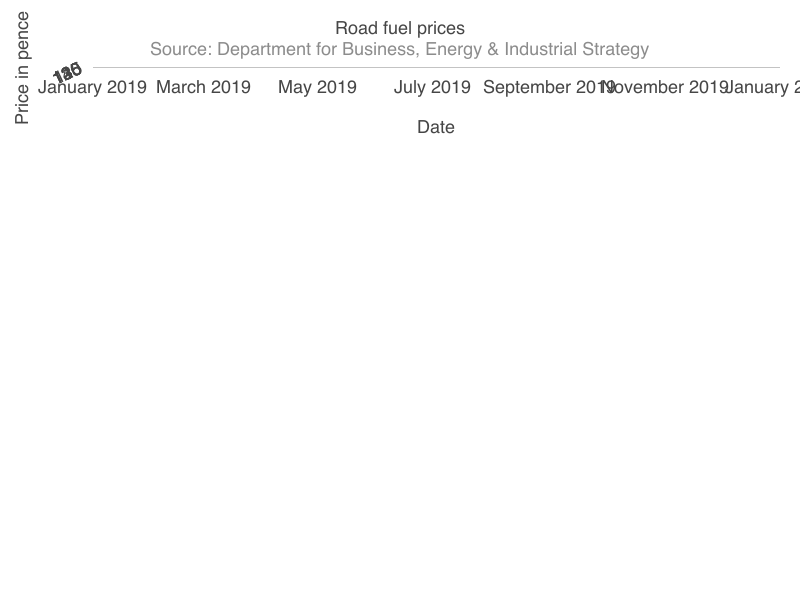 Road fuel prices
Source: Department for Business, Energy & Industrial Strategy
Price in pence
January 2019 March 2019 May 2019 July 2019 September 2019 November 2019 January 2
Date